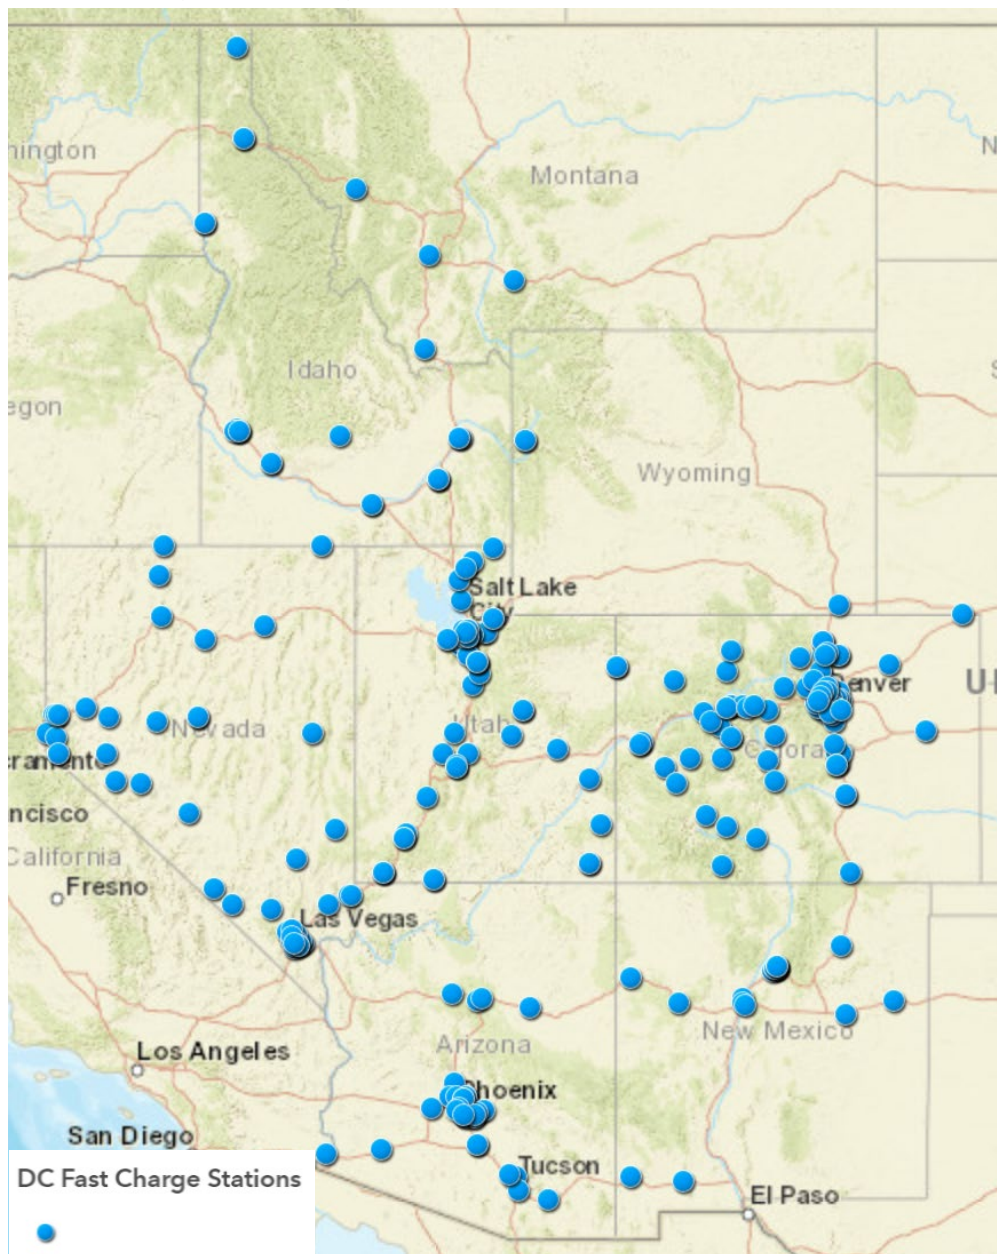 hington
N
Montana
Idaho
S
egon
Wyoming
Salt Lake
City
U
Denver
Nevada
Utah
Colora
cramento
ncisco
California
Fresno
Las Vegas
New Mexico
Arizona
Los Angeles
Phoenix
San Diego
Tucson
DC Fast Charge Stations
El Paso